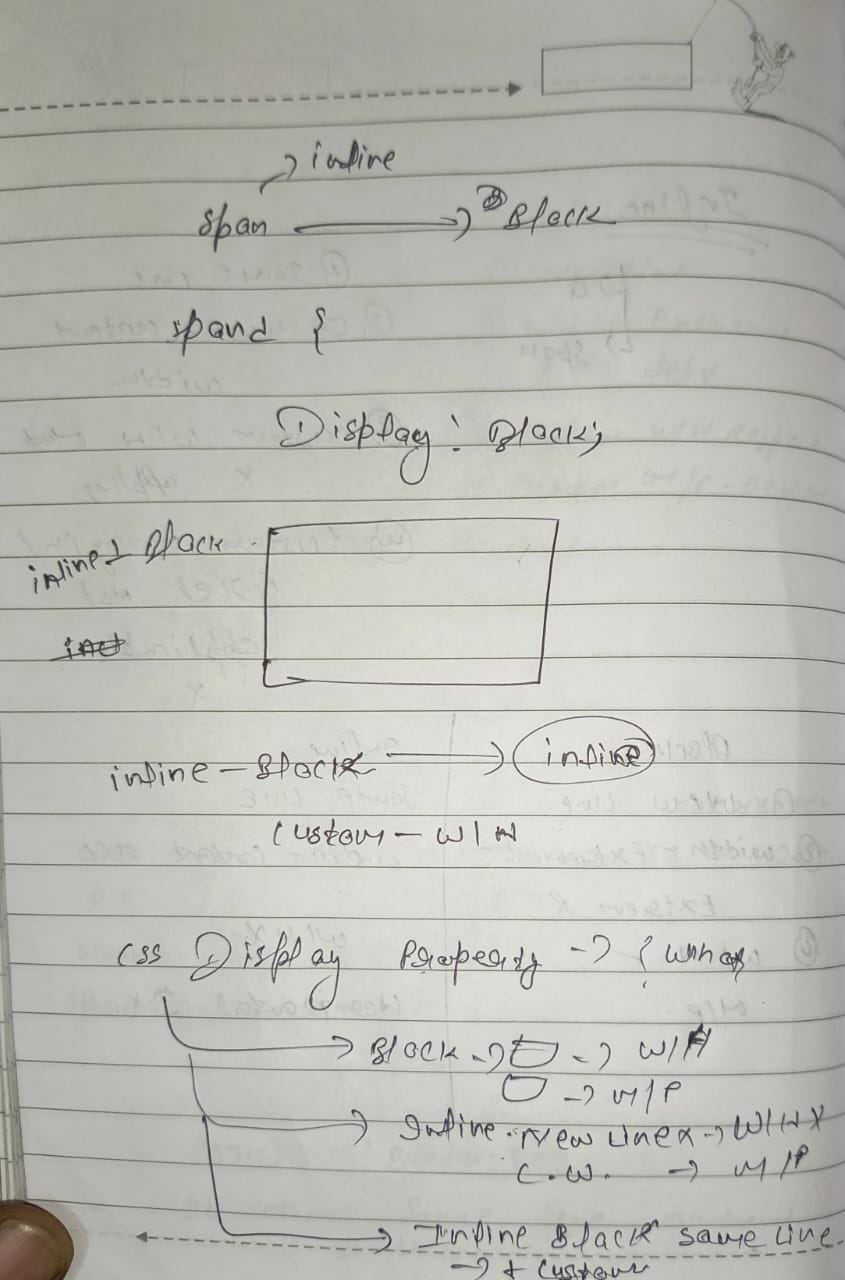 inline
span → Block
spand {
Display: Block;
inline + Block
inline - Block → inline
Custom - W/H
CSS Display Property → {
Block → → W/H
→ M/P
Inline. New Line x → W/H X
C.W. → M/P
Inline Block same Line
→ + Custom